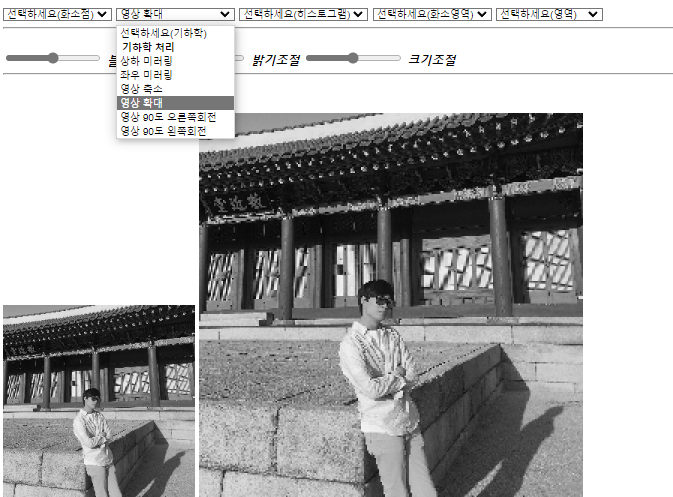 선택하세요(화소점) 영상 확대 선택하세요(히스토그램) 선택하세요(화소영역) 선택하세요(영역)
선택하세요(기하학)
기하학 처리
상하 미러링
좌우 미러링
영상 축소
영상 확대
영상 90도 오른쪽회전
영상 90도 왼쪽회전
밝기조절 크기조절